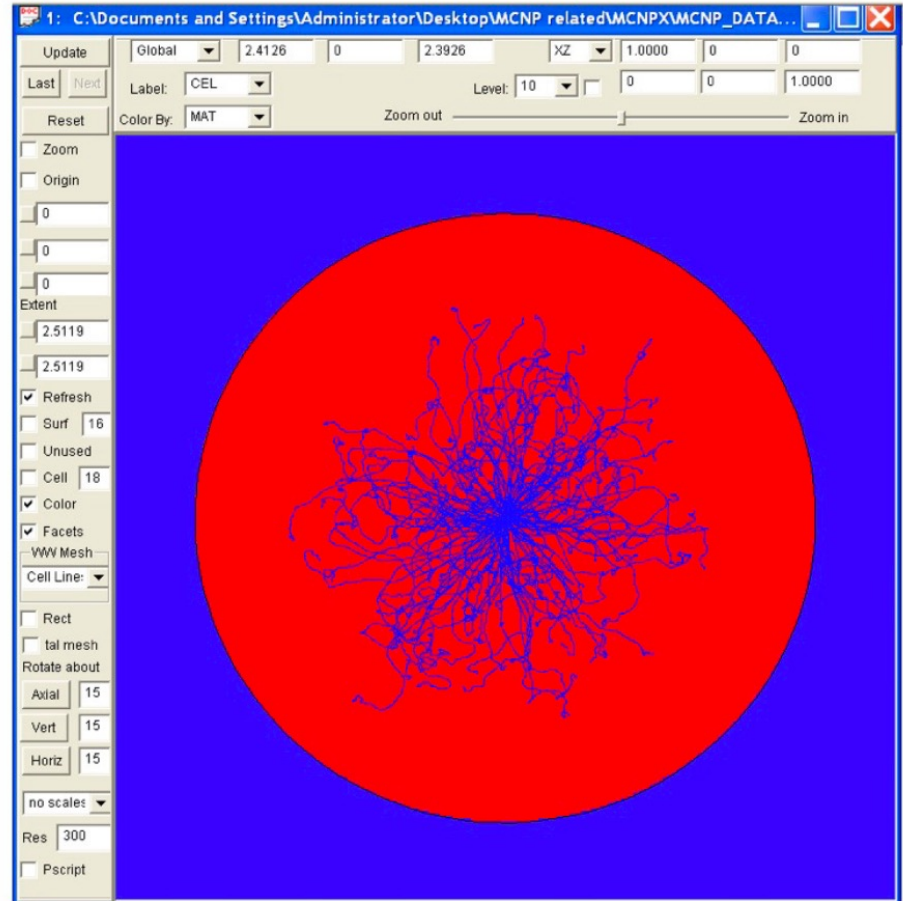 1: C:\Documents and Settings\Administrator\Desktop\MCNP related\MCNPX\MCNP_DATA...
Update Global 2.4126 0 2.3926 XZ 1.0000 0 0
Last Next Label: CEL Level: 10 0 0 1.0000
Reset Color By: MAT Zoom out Zoom in
Zoom
Origin
0
0
0
Extent
2.5119
2.5119
Refresh
Surf 16
Unused
Cell 18
Color
Facets
WW Mesh
Cell Line:
Rect
tal mesh
Rotate about
Axial 15
Vert 15
Horiz 15
no scales
Res 300
Pscript